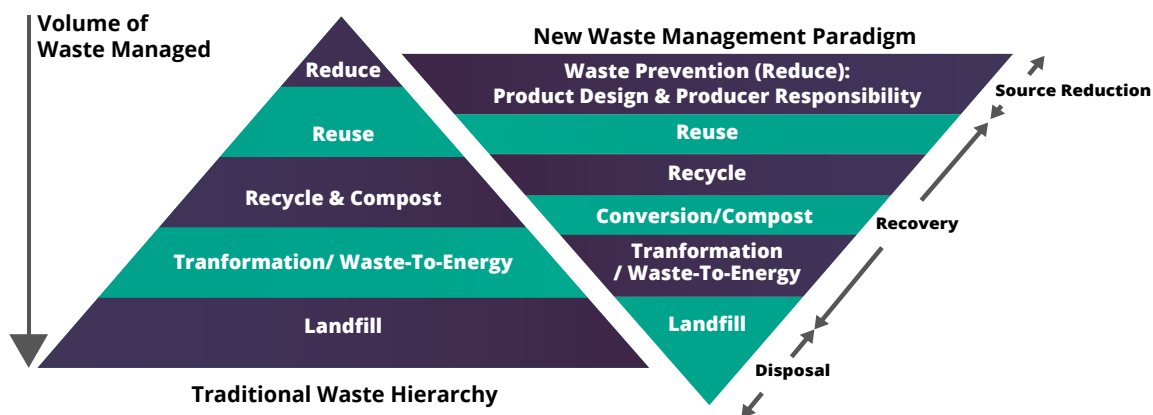 Volume of
Waste Managed
Reduce
Reuse
Recycle & Compost
Tranformation/ Waste-To-Energy
Landfill
Traditional Waste Hierarchy
New Waste Management Paradigm
Waste Prevention (Reduce):
Product Design & Producer Responsibility
Reuse
Recycle
Conversion/Compost
Tranformation
/ Waste-To-Energy
Landfill
Source Reduction
Recovery
Disposal